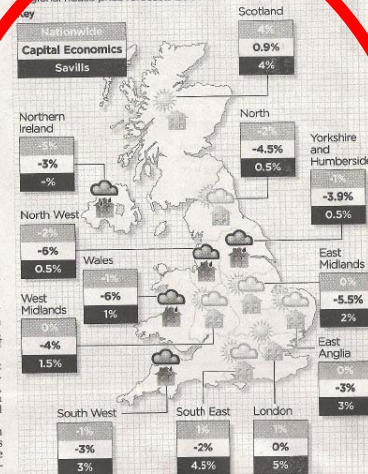 Key
Nationwide
Capital Economics
Savills
Scotland
4%
0.9%
4%
Northern
Ireland
-5%
-3%
-%
North
-2%
-4.5%
0.5%
Yorkshire
and
Humberside
-1%
-3.9%
0.5%
North West
-2%
-6%
0.5%
Wales
-1%
-6%
1%
East
Midlands
0%
-5.5%
2%
West
Midlands
0%
-4%
1.5%
East
Anglia
0%
-3%
3%
South West
-1%
-3%
3%
South East
1%
-2%
4.5%
London
1%
0%
5%